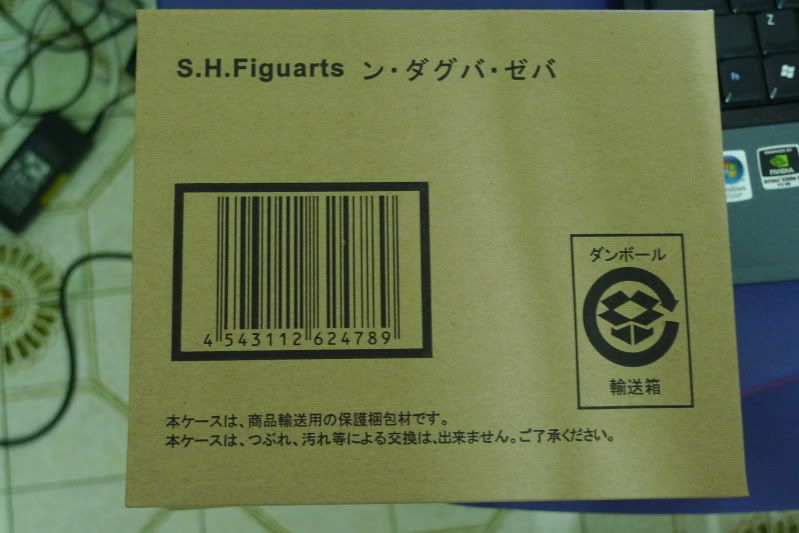 S.H.Figuarts ン・ダグバ・ゼバ
4 543112 624789
ダンボール
輸送箱
本ケースは、商品輸送用の保護梱包材です。
本ケースは、つぶれ、汚れ等による交換は、出来ません。ご了承ください。
Z
NVIDIA